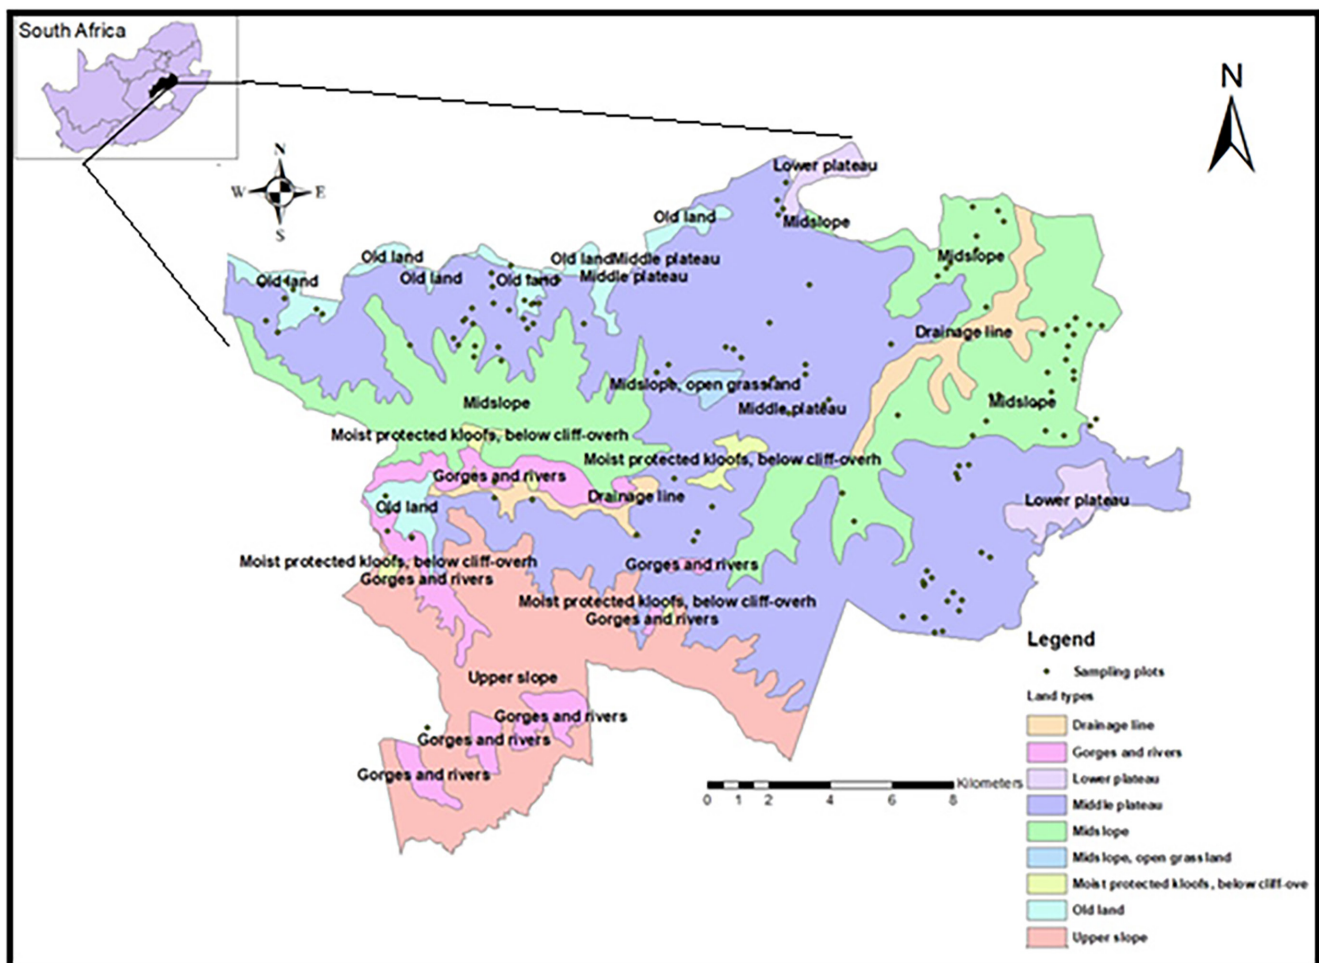 South Africa
N
N
W
E
S
Lower plateau
Old land
Midslope
Old land
Old land
Middle plateau
Midslope
Old land
Old land
Old land
Middle plateau
Drainage line
Midslope, open grassland
Midslope
Middle plateau
Midslope
Moist protected kloofs, below cliff-overh
Moist protected kloofs, below cliff-overh
Gorges and rivers
Drainage line
Lower plateau
Old land
Moist protected kloofs, below cliff-overh
Gorges and rivers
Gorges and rivers
Moist protected kloofs, below cliff-overh
Gorges and rivers
Upper slope
Gorges and rivers
Gorges and rivers
Gorges and rivers
Kilometers
0 1 2 4 6 8
Legend
Sampling plots
Land types
Drainage line
Gorges and rivers
Lower plateau
Middle plateau
Midslope
Midslope, open grassland
Moist protected kloofs, below cliff-ove
Old land
Upper slope